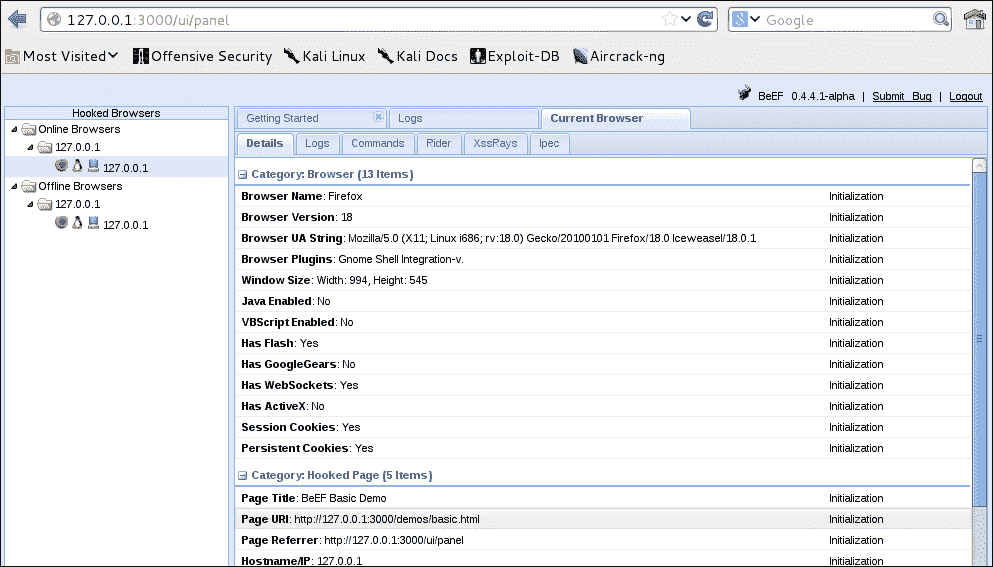 127.0.0.1:3000/ui/panel
Google
Most Visited Offensive Security Kali Linux Kali Docs Exploit-DB Aircrack-ng
BeEF 0.4.4.1-alpha | Submit Bug | Logout
Hooked Browsers
Online Browsers
127.0.0.1
127.0.0.1
Offline Browsers
127.0.0.1
127.0.0.1
Getting Started Logs Current Browser
Details Logs Commands Rider XssRays Ipec
Category: Browser (13 Items)
Browser Name: Firefox Initialization
Browser Version: 18 Initialization
Browser UA String: Mozilla/5.0 (X11; Linux i686; rv:18.0) Gecko/20100101 Firefox/18.0 Iceweasel/18.0.1 Initialization
Browser Plugins: Gnome Shell Integration-v. Initialization
Window Size: Width: 994, Height: 545 Initialization
Java Enabled: No Initialization
VBScript Enabled: No Initialization
Has Flash: Yes Initialization
Has GoogleGears: No Initialization
Has WebSockets: Yes Initialization
Has ActiveX: No Initialization
Session Cookies: Yes Initialization
Persistent Cookies: Yes Initialization
Category: Hooked Page (5 Items)
Page Title: BeEF Basic Demo Initialization
Page URI: http://127.0.0.1:3000/demos/basic.html Initialization
Page Referrer: http://127.0.0.1:3000/ui/panel Initialization
Hostname/IP: 127.0.0.1 Initialization